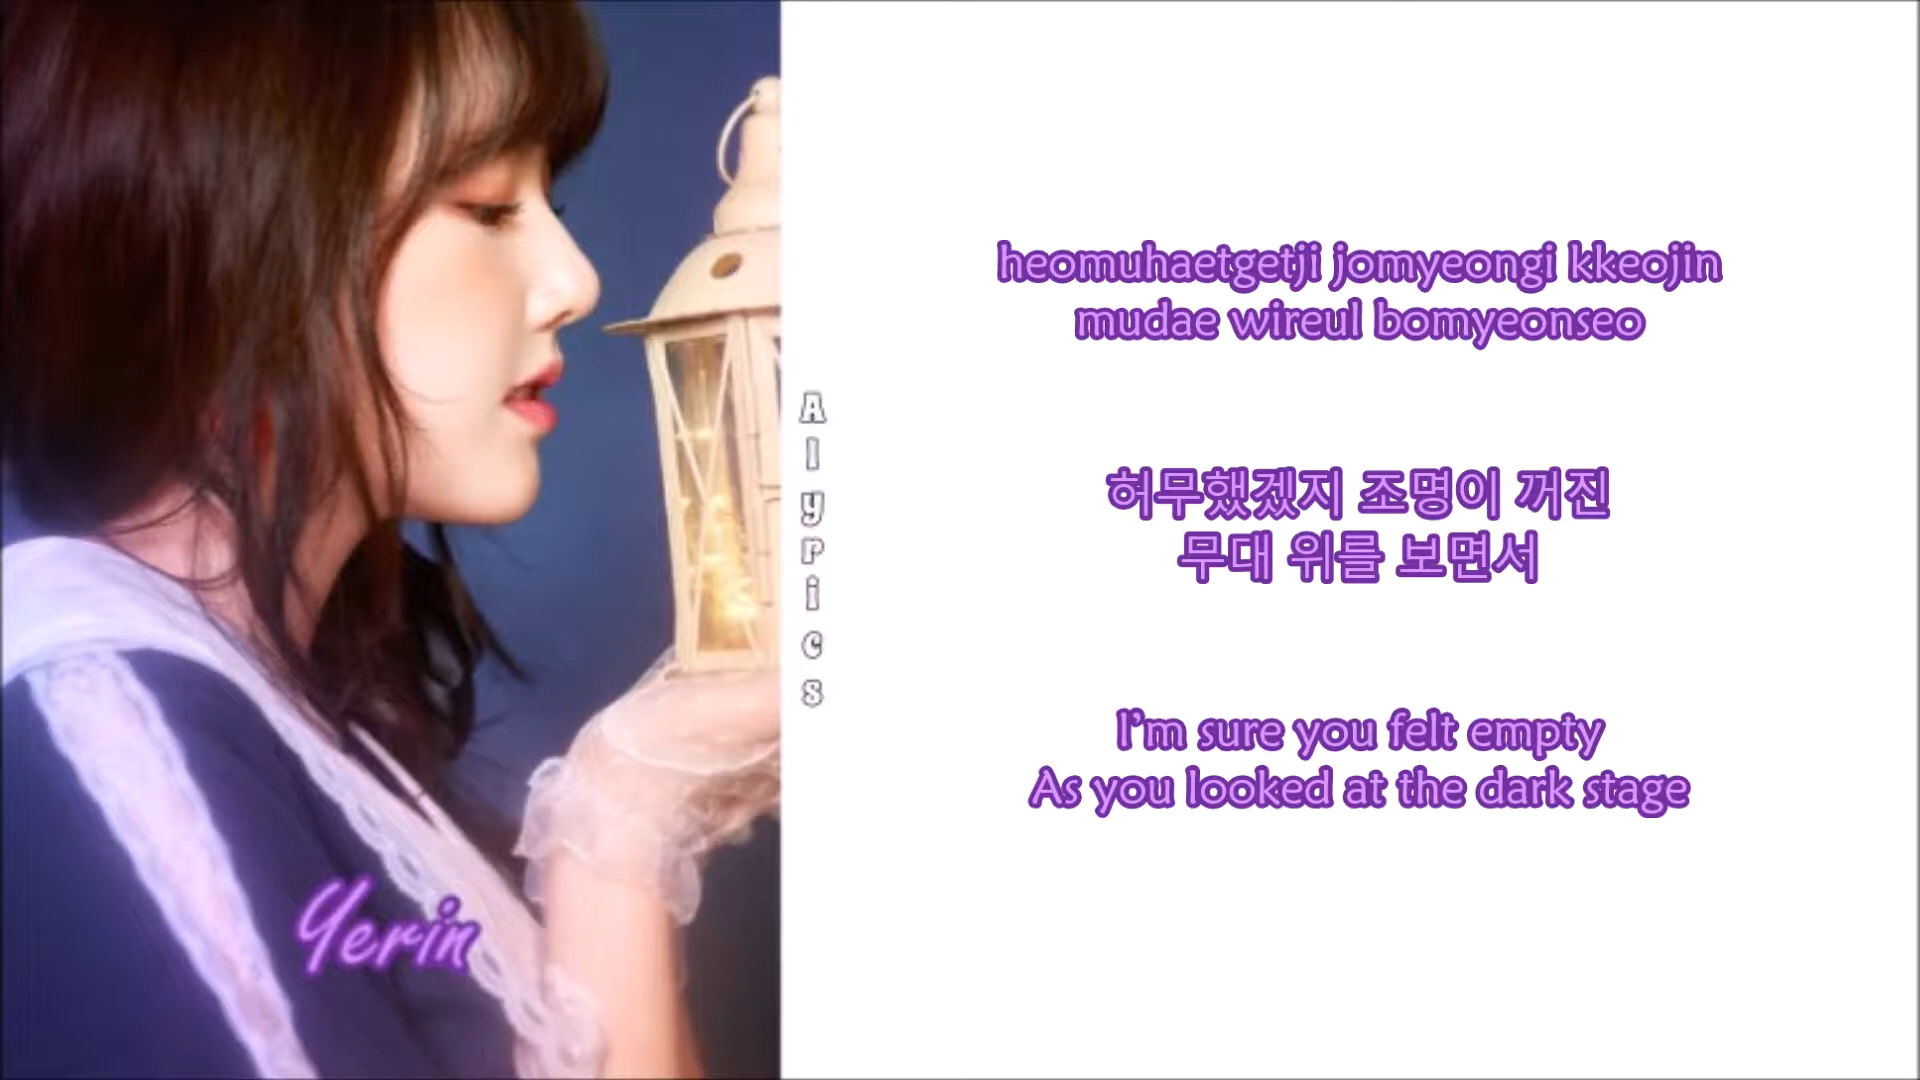 heomuhaetgetji jomyeongi kkeojin
mudae wireul bomyeonseo
허무했겠지 조명이 꺼진
무대 위를 보면서
I'm sure you felt empty
As you looked at the dark stage
Alyrics
Yerin